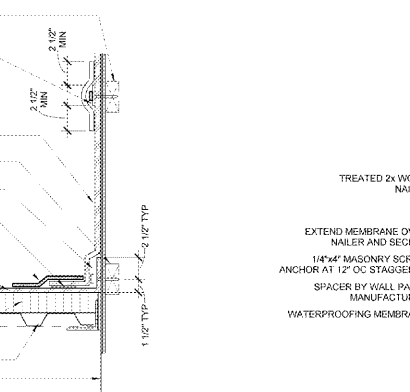 2 1/2"
MIN
2 1/2"
MIN
2 1/2" TYP
1 1/2" TYP
TREATED 2x WO
NAI
EXTEND MEMBRANE OV
NAILER AND SEC
1/4"x4" MASONRY SCR
ANCHOR AT 12" OC STAGGE
SPACER BY WALL PA
MANUFACTU
WATERPROOFING MEMBRA